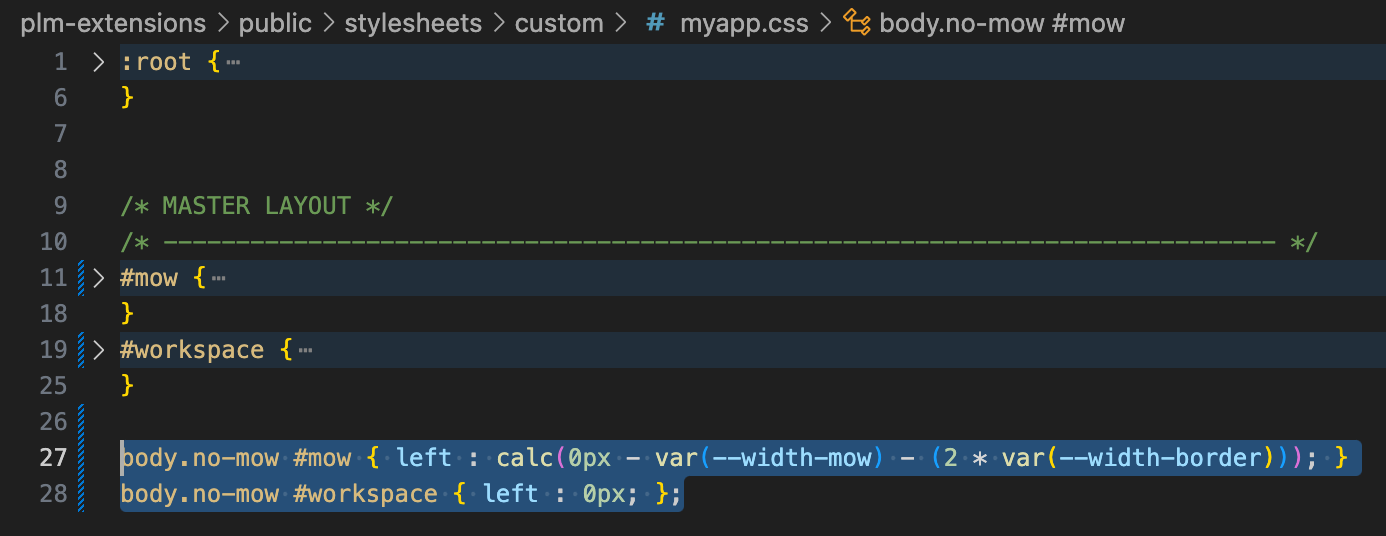 plm-extensions > public > stylesheets > custom > # myapp.css > body.no-mow #mow
1 > :root { ⋯
6 }
7
8
9 /* MASTER LAYOUT */
10 /* ----------------------------------------------------------------------------- */
11 > #mow { ⋯
18 }
19 > #workspace { ⋯
25 }
26
27 body.no-mow #mow { left : calc(0px - var(--width-mow) - (2 * var(--width-border))); }
28 body.no-mow #workspace { left : 0px; };